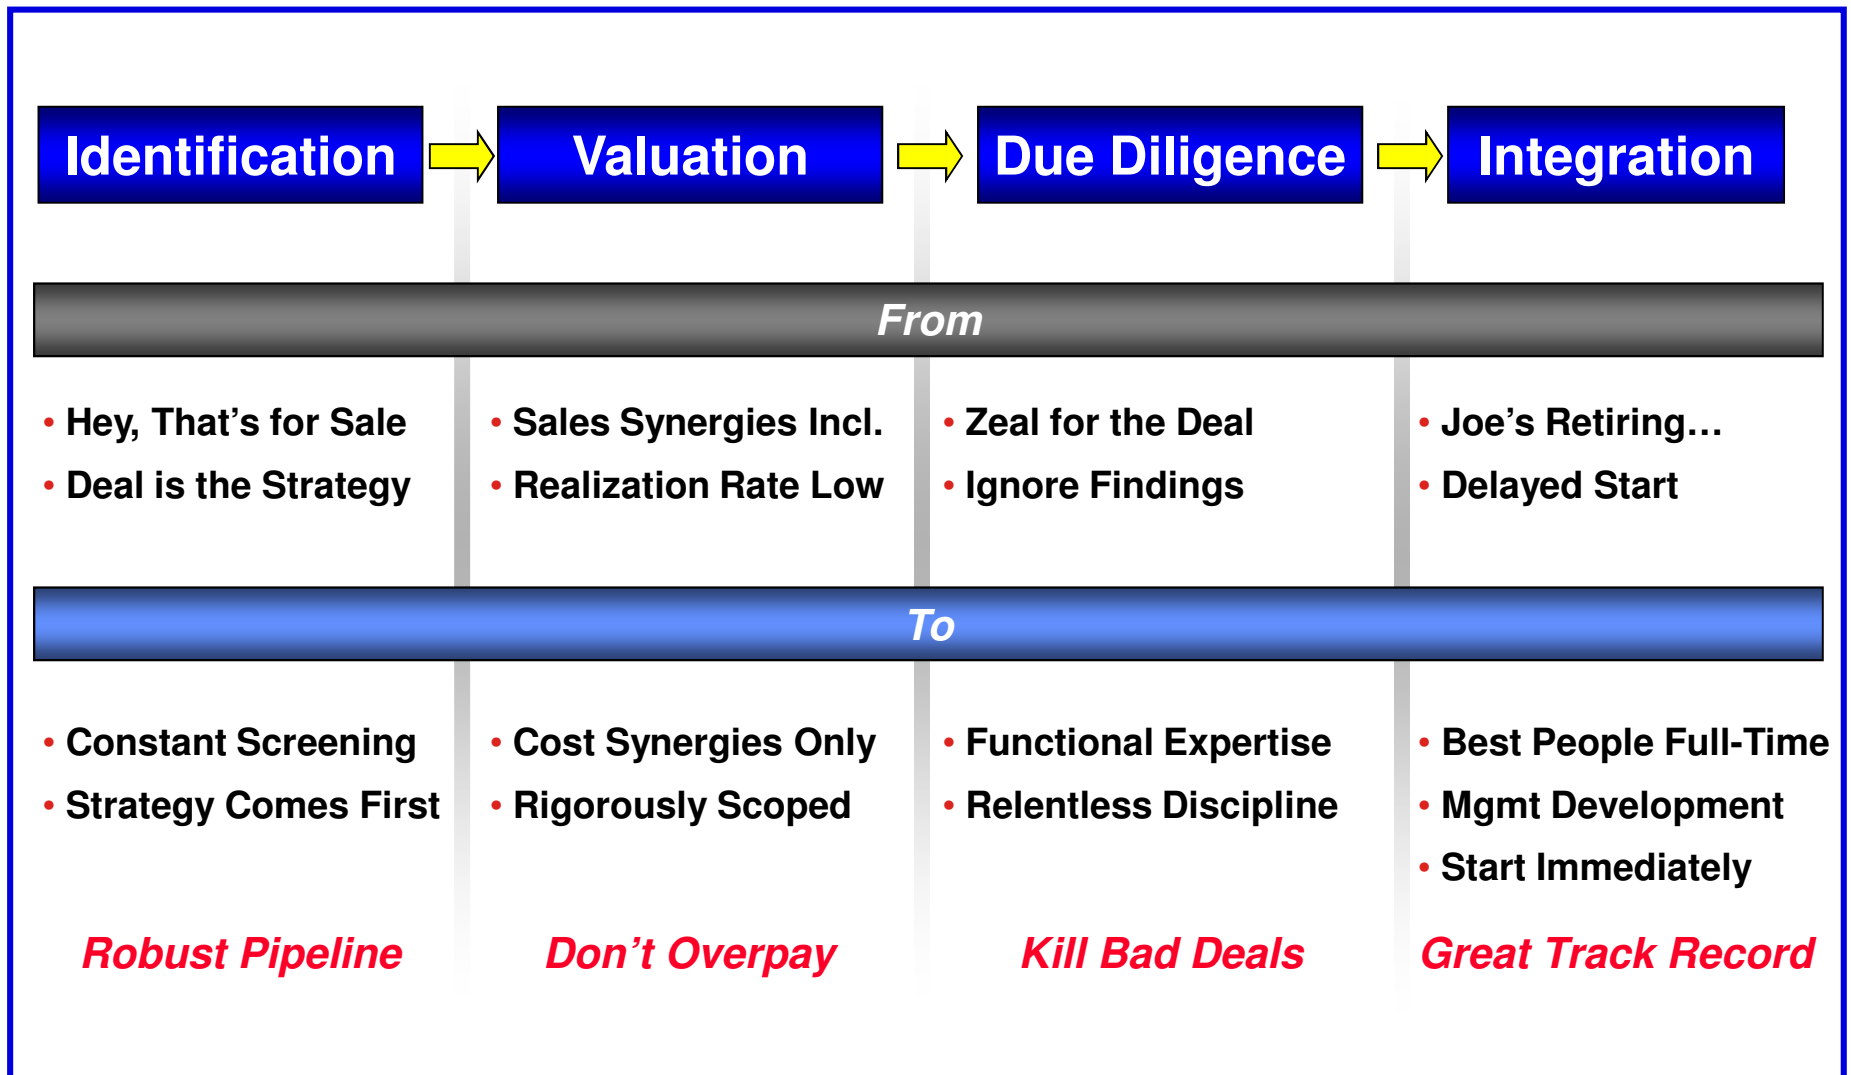 Identification
Valuation
Due Diligence
Integration
From
• Hey, That’s for Sale
• Deal is the Strategy
• Sales Synergies Incl.
• Realization Rate Low
• Zeal for the Deal
• Ignore Findings
• Joe’s Retiring…
• Delayed Start
To
• Constant Screening
• Strategy Comes First
• Cost Synergies Only
• Rigorously Scoped
• Functional Expertise
• Relentless Discipline
• Best People Full-Time
• Mgmt Development
• Start Immediately
Robust Pipeline
Don’t Overpay
Kill Bad Deals
Great Track Record